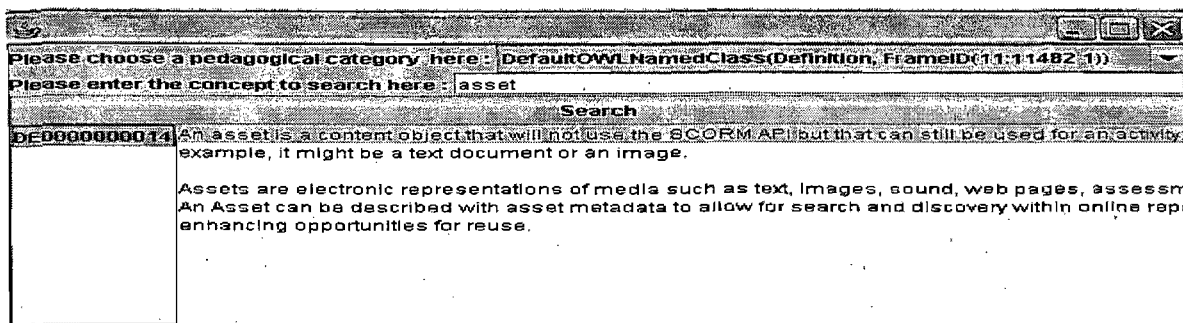 Please choose a pedagogical category here : DefaultOWLNamedClass(Definition, FrameID(11:11482 1))
Please enter the concept to search here : asset
Search
DE0000000014 An asset is a content object that will not use the SCORM API but that can still be used for an activity
example, it might be a text document or an image.
Assets are electronic representations of media such as text, images, sound, web pages, assessm
An Asset can be described with asset metadata to allow for search and discovery within online rep
enhancing opportunities for reuse.